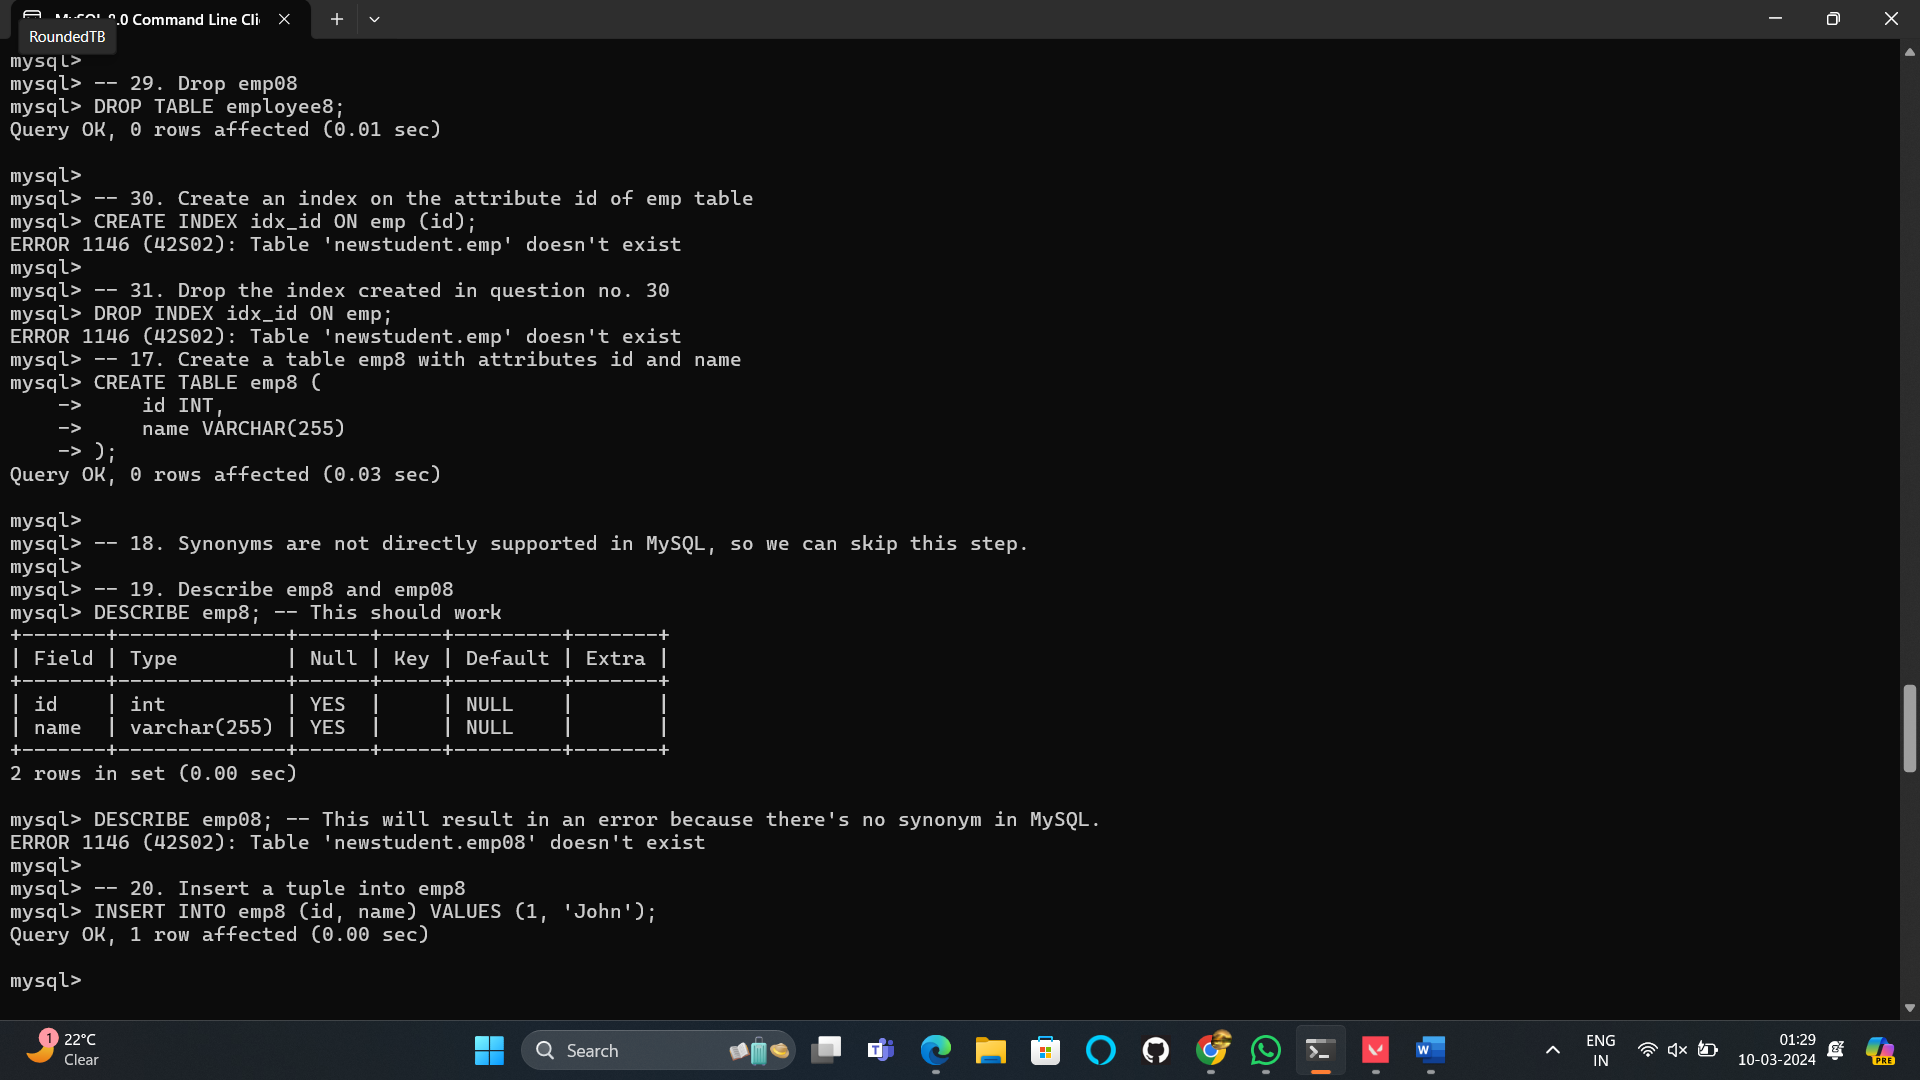 MySQL 8.0 Command Line Cli
RoundedTB
mysql>
mysql> -- 29. Drop emp08
mysql> DROP TABLE employee8;
Query OK, 0 rows affected (0.01 sec)
mysql>
mysql> -- 30. Create an index on the attribute id of emp table
mysql> CREATE INDEX idx_id ON emp (id);
ERROR 1146 (42S02): Table 'newstudent.emp' doesn't exist
mysql>
mysql> -- 31. Drop the index created in question no. 30
mysql> DROP INDEX idx_id ON emp;
ERROR 1146 (42S02): Table 'newstudent.emp' doesn't exist
mysql> -- 17. Create a table emp8 with attributes id and name
mysql> CREATE TABLE emp8 (
    ->     id INT,
    ->     name VARCHAR(255)
    -> );
Query OK, 0 rows affected (0.03 sec)
mysql>
mysql> -- 18. Synonyms are not directly supported in MySQL, so we can skip this step.
mysql>
mysql> -- 19. Describe emp8 and emp08
mysql> DESCRIBE emp8; -- This should work
+-------+--------------+------+-----+---------+-------+
| Field | Type         | Null | Key | Default | Extra |
+-------+--------------+------+-----+---------+-------+
| id    | int          | YES  |     | NULL    |       |
| name  | varchar(255) | YES  |     | NULL    |       |
+-------+--------------+------+-----+---------+-------+
2 rows in set (0.00 sec)
mysql> DESCRIBE emp08; -- This will result in an error because there's no synonym in MySQL.
ERROR 1146 (42S02): Table 'newstudent.emp08' doesn't exist
mysql>
mysql> -- 20. Insert a tuple into emp8
mysql> INSERT INTO emp8 (id, name) VALUES (1, 'John');
Query OK, 1 row affected (0.00 sec)
mysql>
1
22°C
Clear
Search
ENG
IN
01:29
10-03-2024
PRE